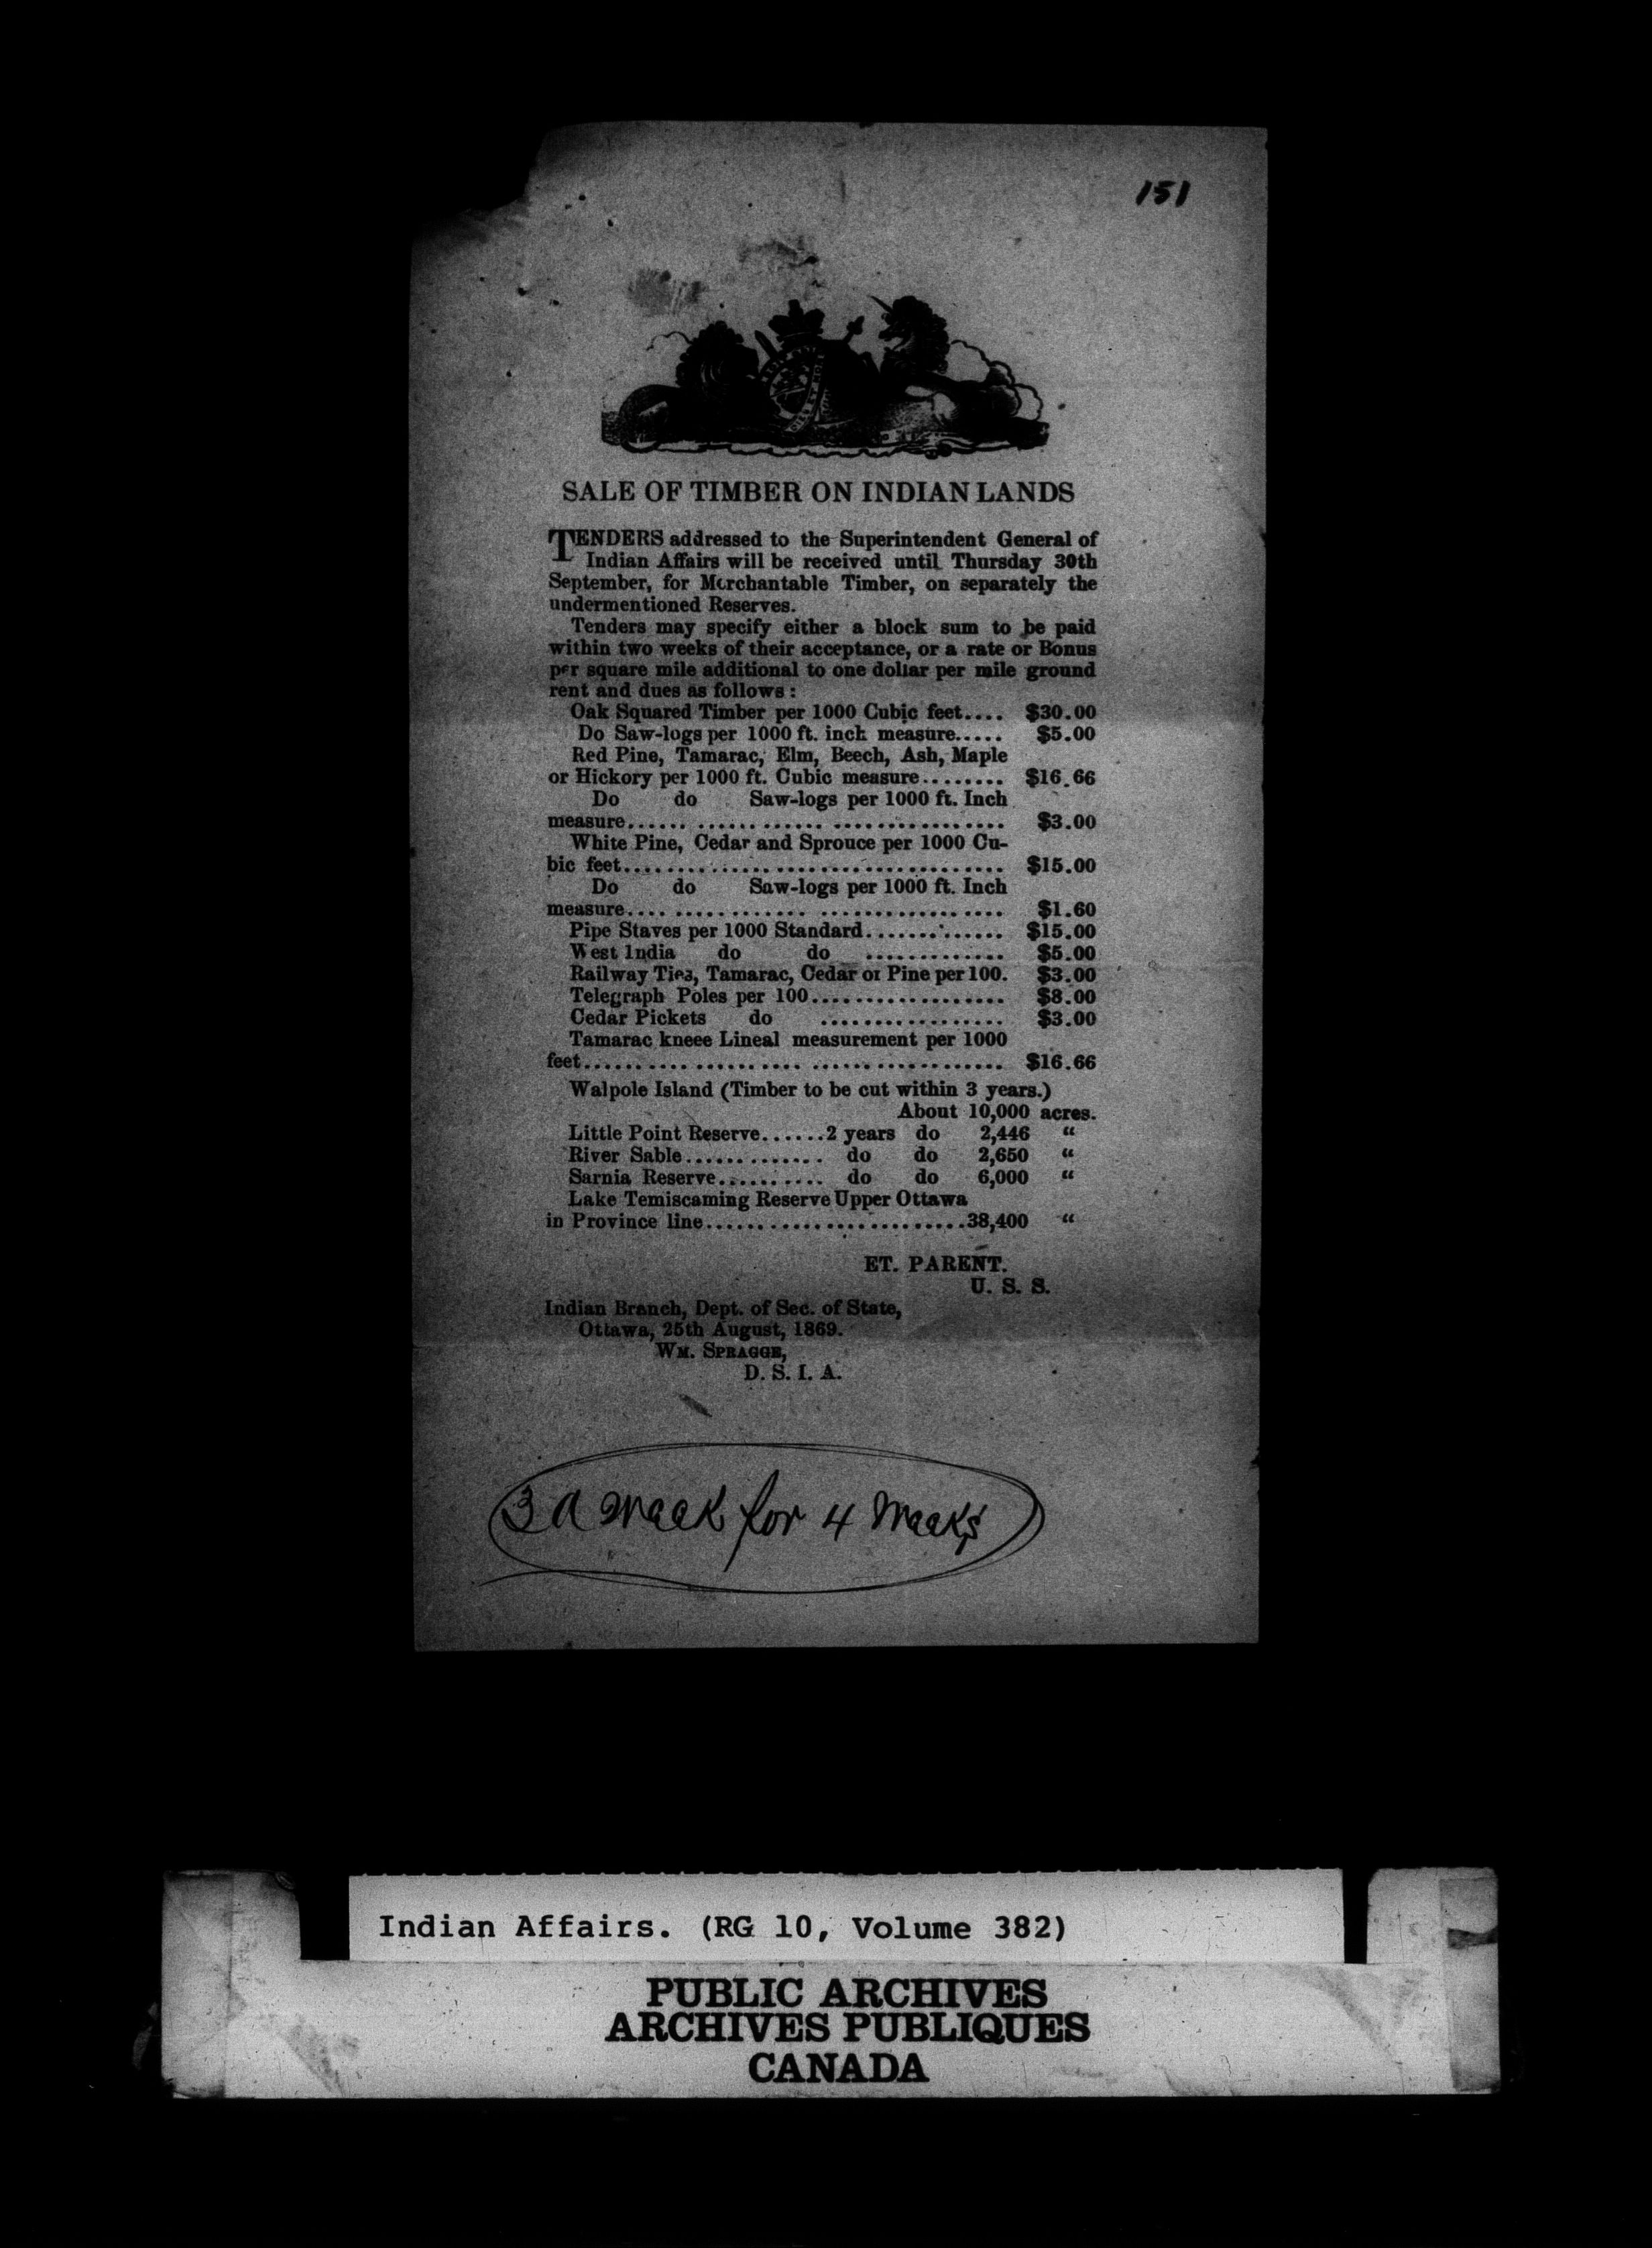 151
SALE OF TIMBER ON INDIAN LANDS
TENDERS addressed to the Superintendent General of
Indian Affairs will be received until Thursday 30th
September, for Merchantable Timber, on separately the
undermentioned Reserves.
Tenders may specify either a block sum to be paid
within two weeks of their acceptance, or a rate or Bonus
per square mile additional to one dollar per mile ground
rent and dues as follows:
Oak Squared Timber per 1000 Cubic feet.... $30.00
Do Saw-logs per 1000 ft. inch measure..... $5.00
Red Pine, Tamarac, Elm, Beech, Ash, Maple
or Hickory per 1000 ft. Cubic measure........ $16.66
Do do Saw-logs per 1000 ft. Inch
measure...... ...... ...... ................ $3.00
White Pine, Cedar and Sprouce per 1000 Cu-
bic feet.................................... $15.00
Do do Saw-logs per 1000 ft. Inch
measure.... ............ ................ .... $1.60
Pipe Staves per 1000 Standard.............. $15.00
West India do do ............. $5.00
Railway Ties, Tamarac, Cedar or Pine per 100. $3.00
Telegraph Poles per 100.................. $8.00
Cedar Pickets do ................. $3.00
Tamarac kneee Lineal measurement per 1000
feet.......... .......... ...... ................. $16.66
Walpole Island (Timber to be cut within 3 years.)
About 10,000 acres.
Little Point Reserve......2 years do 2,446 “
River Sable............. do do 2,650 “
Sarnia Reserve.......... do do 6,000 “
Lake Temiscaming Reserve Upper Ottawa
in Province line........................38,400 “
ET. PARENT.
U. S. S.
Indian Branch, Dept. of Sec. of State,
Ottawa, 25th August, 1869.
WM. SPRAGGE,
D. S. I. A.
3 a week for 4 weeks
Indian Affairs. (RG 10, Volume 382)
PUBLIC ARCHIVES
ARCHIVES PUBLIQUES
CANADA